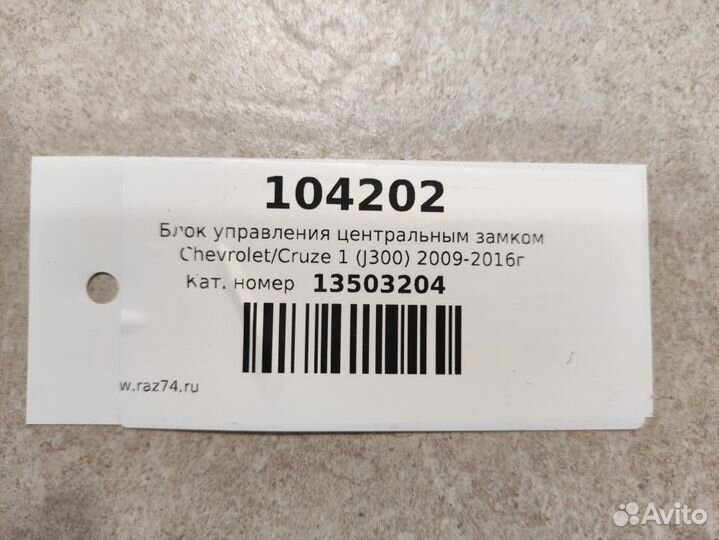 104202
Блок управления центральным замком
Chevrolet/Cruze 1 (J300) 2009-2016г
Кат. номер 13503204
w.raz74.ru
Avito